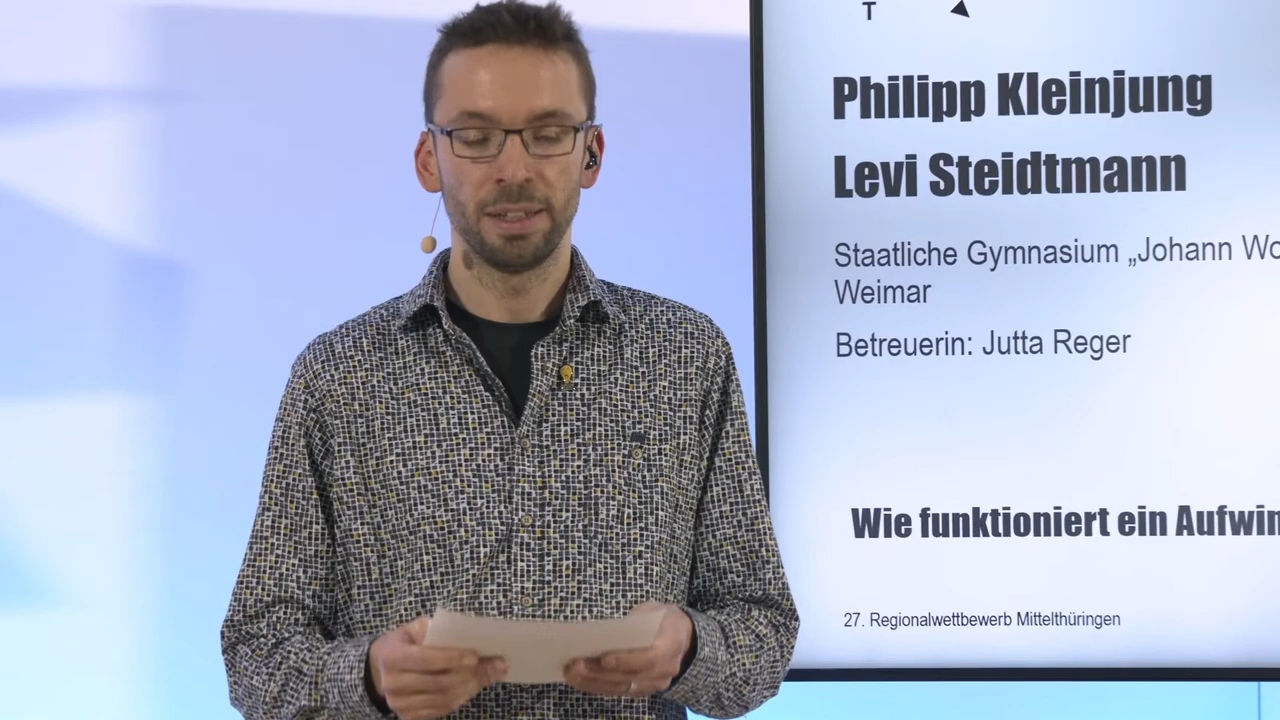 T
Philipp Kleinjung
Levi Steidtmann
Staatliche Gymnasium „Johann Wo
Weimar
Betreuerin: Jutta Reger
Wie funktioniert ein Aufwin
27. Regionalwettbewerb Mittelthüringen